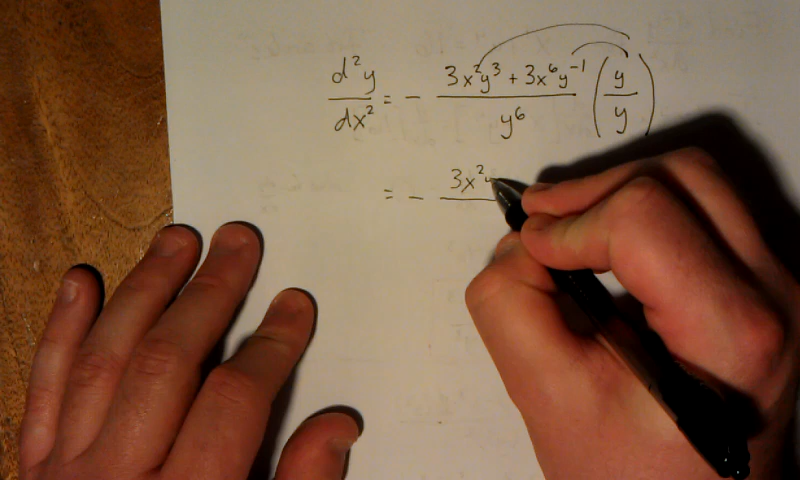 d²y/dx² = - (3x²y³ + 3x⁶y⁻¹)/y⁶ (y/y)
= - 3x²